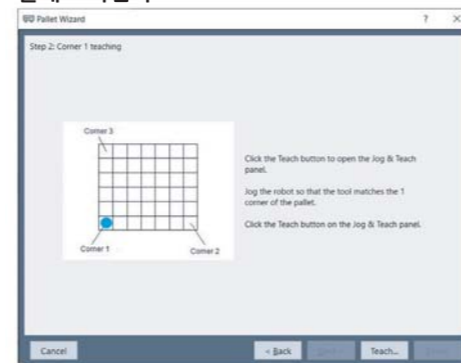 Pallet Wizard
?
Step 2: Corner 1 teaching
Corner 3
Click the Teach button to open the Jog & Teach
panel.
Jog the robot so that the tool matches the 1
corner of the pallet.
Click the Teach button on the Jog & Teach panel.
Corner 1
Corner 2
Cancel
< Back
Teach...